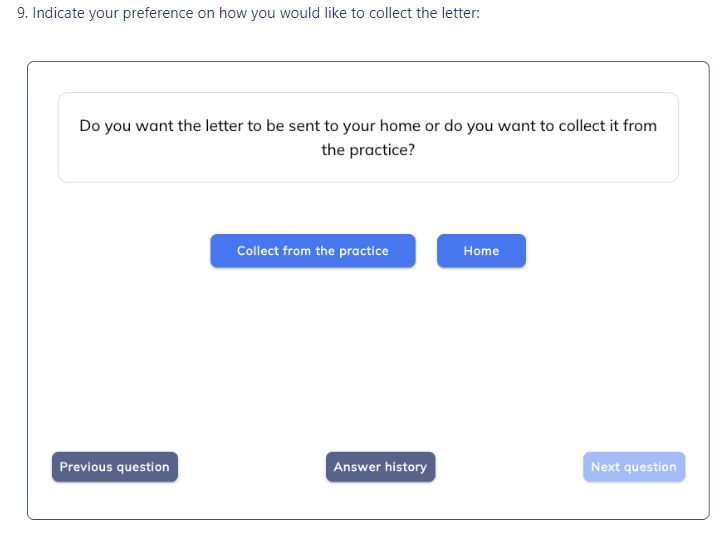 9. Indicate your preference on how you would like to collect the letter:
Do you want the letter to be sent to your home or do you want to collect it from
the practice?
Collect from the practice
Home
Previous question
Answer history
Next question